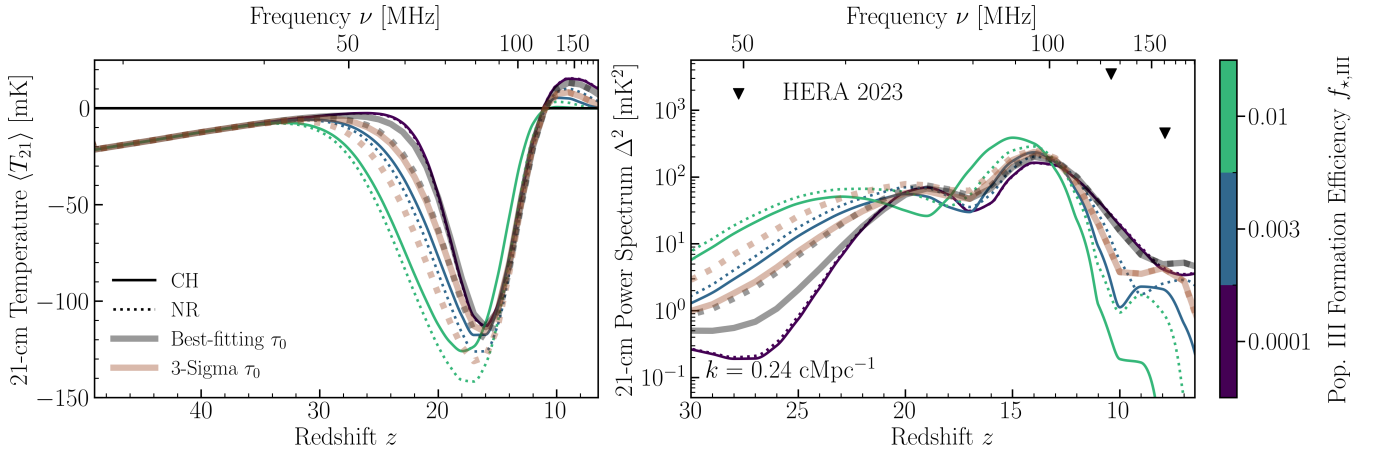 Frequency ν [MHz]
50 100 150
21-cm Temperature ⟨T₂₁⟩ [mK]
0
−50
−100
−150
CH
NR
Best-fitting τ₀
3-Sigma τ₀
40 30 20 10
Redshift z
Frequency ν [MHz]
50 100 150
21-cm Power Spectrum Δ² [mK²]
10³
10²
10¹
10⁰
10⁻¹
HERA 2023
k = 0.24 cMpc⁻¹
30 25 20 15 10
Redshift z
0.01
0.003
0.0001
Pop. III Formation Efficiency f⋆,III